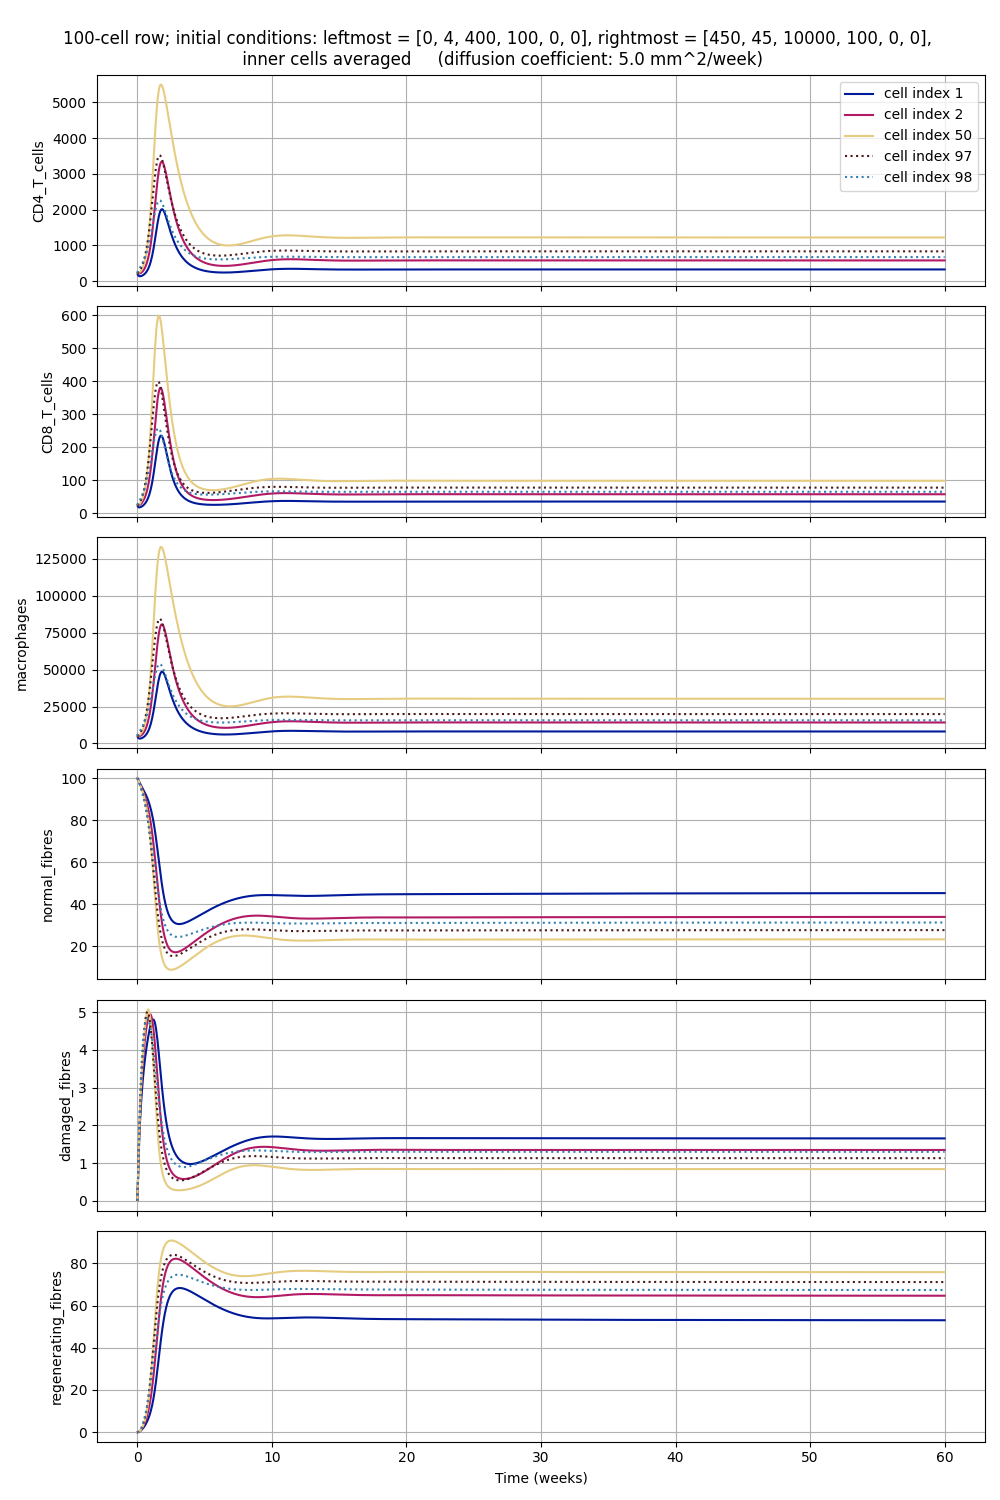 100-cell row; initial conditions: leftmost = [0, 4, 400, 100, 0, 0], rightmost = [450, 45, 10000, 100, 0, 0],
inner cells averaged     (diffusion coefficient: 5.0 mm^2/week)
cell index 1
cell index 2
cell index 50
cell index 97
cell index 98
CD4_T_cells
5000
4000
3000
2000
1000
0
CD8_T_cells
600
500
400
300
200
100
0
macrophages
125000
100000
75000
50000
25000
0
normal_fibres
100
80
60
40
20
damaged_fibres
5
4
3
2
1
0
regenerating_fibres
80
60
40
20
0
0 10 20 30 40 50 60
Time (weeks)